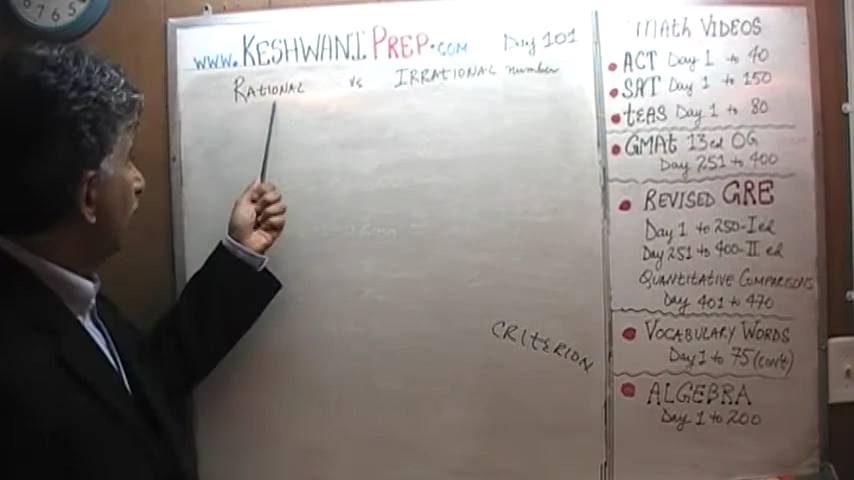 www.KESHWANIPREP.COM Day 101
RATIONAL vs IRRATIONAL number
CRITERION
MATH VIDEOS
ACT Day 1 to 40
SAT Day 1 to 150
tEAS Day 1 to 80
GMAt 13ed OG
Day 251 to 400
REVISED GRE
Day 1 to 250-I ed
Day 251 to 400-II ed
QUANTITATIVE COMPARISONS
Day 401 to 470
VOCABULARY WORDS
Day 1 to 75 (con't)
ALGEBRA
Day 1 to 200